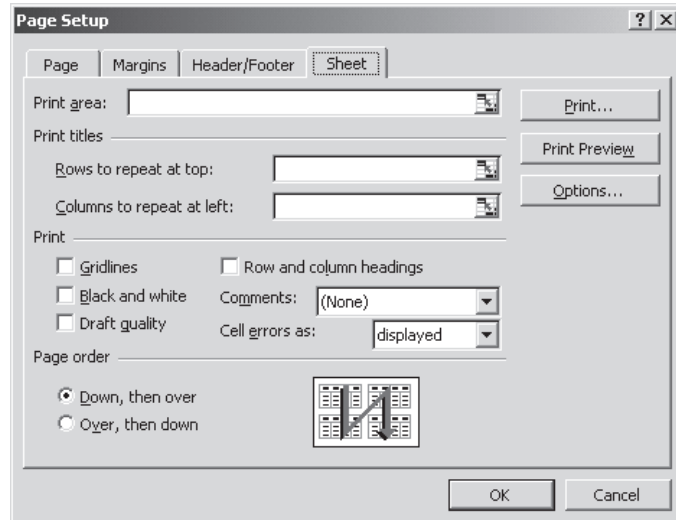 Page Setup
Page Margins Header/Footer Sheet
Print area:
Print...
Print titles
Print Preview
Rows to repeat at top:
Options...
Columns to repeat at left:
Print
Gridlines Row and column headings
Black and white Comments: (None)
Draft quality Cell errors as: displayed
Page order
Down, then over
Over, then down
OK Cancel